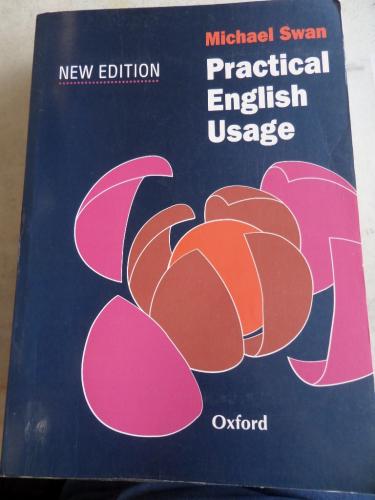 Michael Swan
NEW EDITION
Practical
English
Usage
Oxford